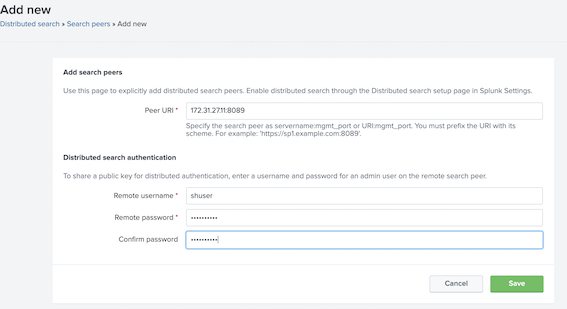 Add new
Distributed search » Search peers » Add new
Add search peers
Use this page to explicitly add distributed search peers. Enable distributed search through the Distributed search setup page in Splunk Settings.
Peer URI * 172.31.27.11:8089
Specify the search peer as servername:mgmt_port or URI:mgmt_port. You must prefix the URI with its
scheme. For example: 'https://sp1.example.com:8089'.
Distributed search authentication
To share a public key for distributed authentication, enter a username and password for an admin user on the remote search peer.
Remote username * shuser
Remote password * ••••••••••
Confirm password ••••••••••
Cancel Save